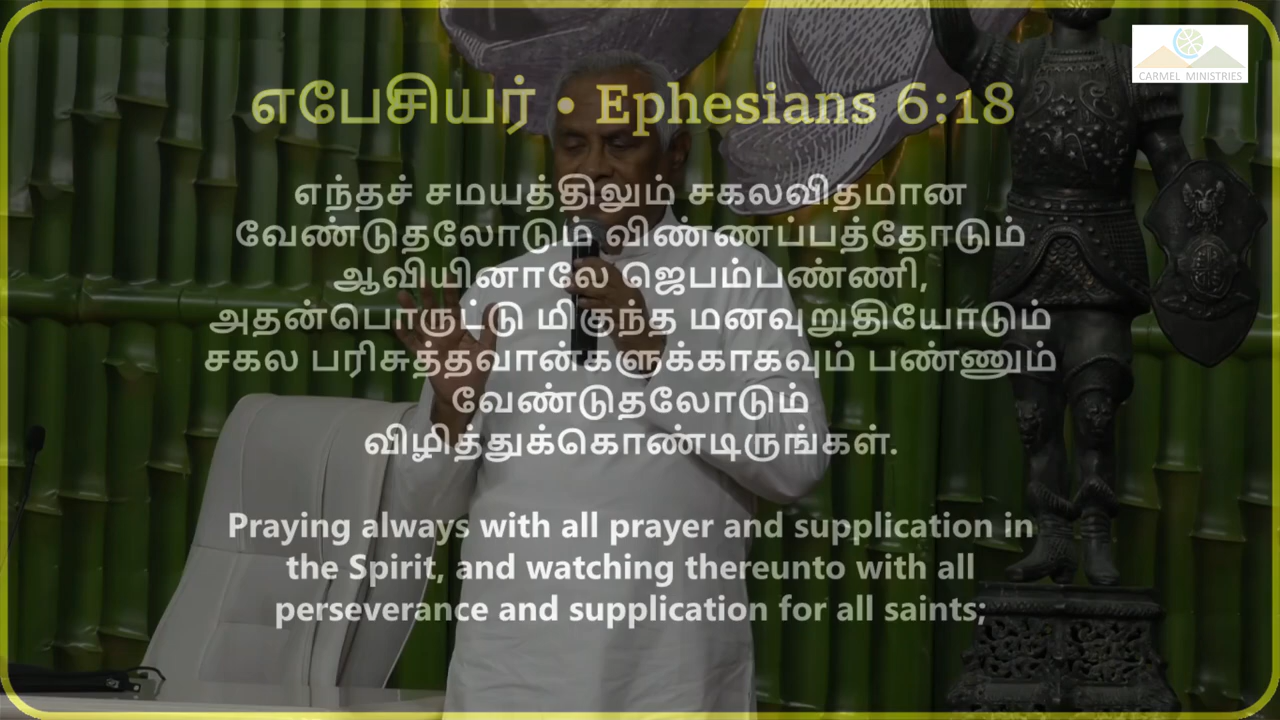 CARMEL MINISTRIES
எபேசியர் • Ephesians 6:18
எந்தச் சமயத்திலும் சகலவிதமான
வேண்டுதலோடும் விண்ணப்பத்தோடும்
ஆவியினாலே ஜெபம்பண்ணி,
அதன்பொருட்டு மிகுந்த மனவுறுதியோடும்
சகல பரிசுத்தவான்களுக்காகவும் பண்ணும்
வேண்டுதலோடும்
விழித்துக்கொண்டிருங்கள்.
Praying always with all prayer and supplication in
the Spirit, and watching thereunto with all
perseverance and supplication for all saints;